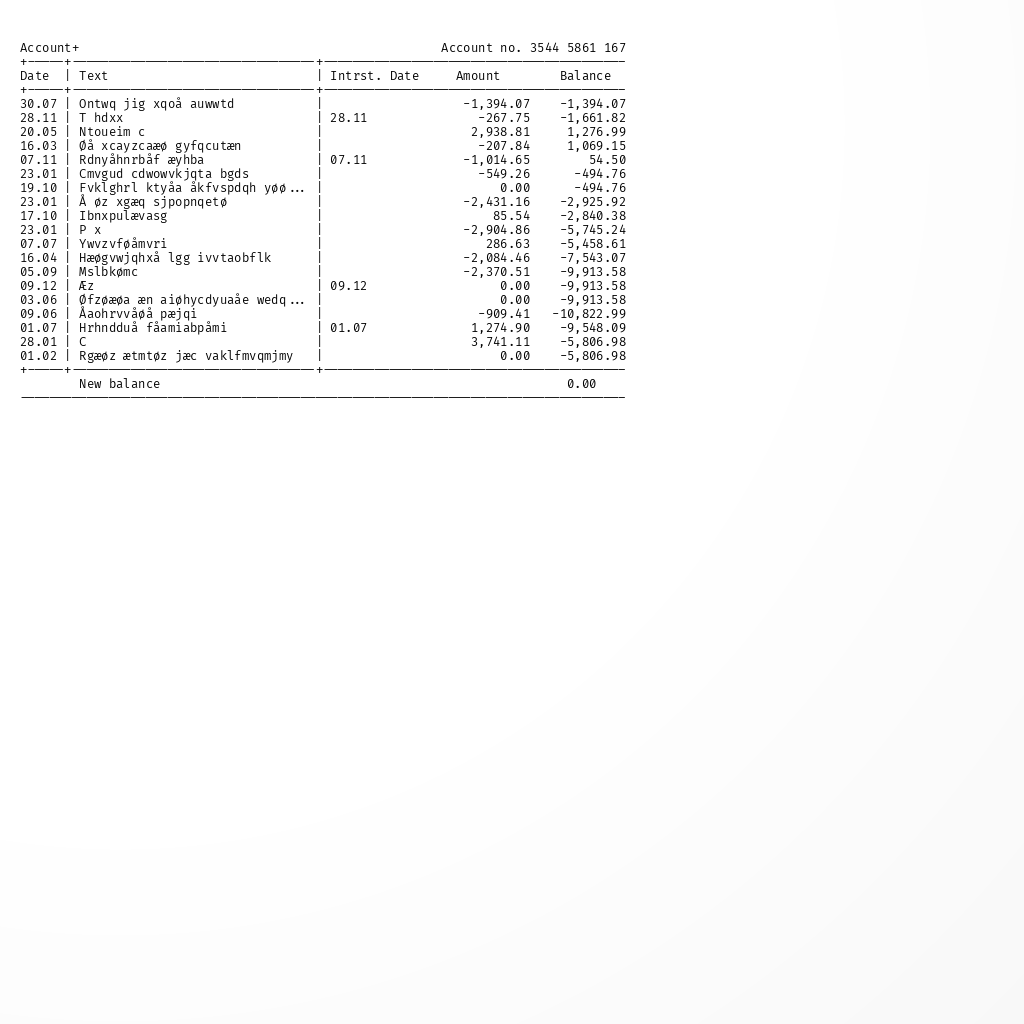 Account+ Account no. 3544 5861 167
Date | Text | Intrst. Date Amount Balance
30.07 | Ontwq jig xqoå auwwtd | -1,394.07 -1,394.07
28.11 | T hdxx | 28.11 -267.75 -1,661.82
20.05 | Ntoueim c | 2,938.81 1,276.99
16.03 | Øå xcayzcaæø gyfqcutæn | -207.84 1,069.15
07.11 | Rdnyåhnrbåf æyhba | 07.11 -1,014.65 54.50
23.01 | Cmvgud cdwowvkjqta bgds | -549.26 -494.76
19.10 | Fvklghrl ktyåa åkfvspdqh yøø... | 0.00 -494.76
23.01 | Å øz xgæq sjpopnqetø | -2,431.16 -2,925.92
17.10 | Ibnxpulævasg | 85.54 -2,840.38
23.01 | P x | -2,904.86 -5,745.24
07.07 | Ywvzvføåmvri | 286.63 -5,458.61
16.04 | Hæøgvwjqhxå lgg ivvtaobflk | -2,084.46 -7,543.07
05.09 | Mslbkømc | -2,370.51 -9,913.58
09.12 | Æz | 09.12 0.00 -9,913.58
03.06 | Øfzøæøa æn aiøhycdyuaåe wedq... | 0.00 -9,913.58
09.06 | Åaohrvvåøå pæjqi | -909.41 -10,822.99
01.07 | Hrhndduå fåamiabpåmi | 01.07 1,274.90 -9,548.09
28.01 | C | 3,741.11 -5,806.98
01.02 | Rgæøz ætmtøz jæc vaklfmvqmjmy | 0.00 -5,806.98
New balance 0.00